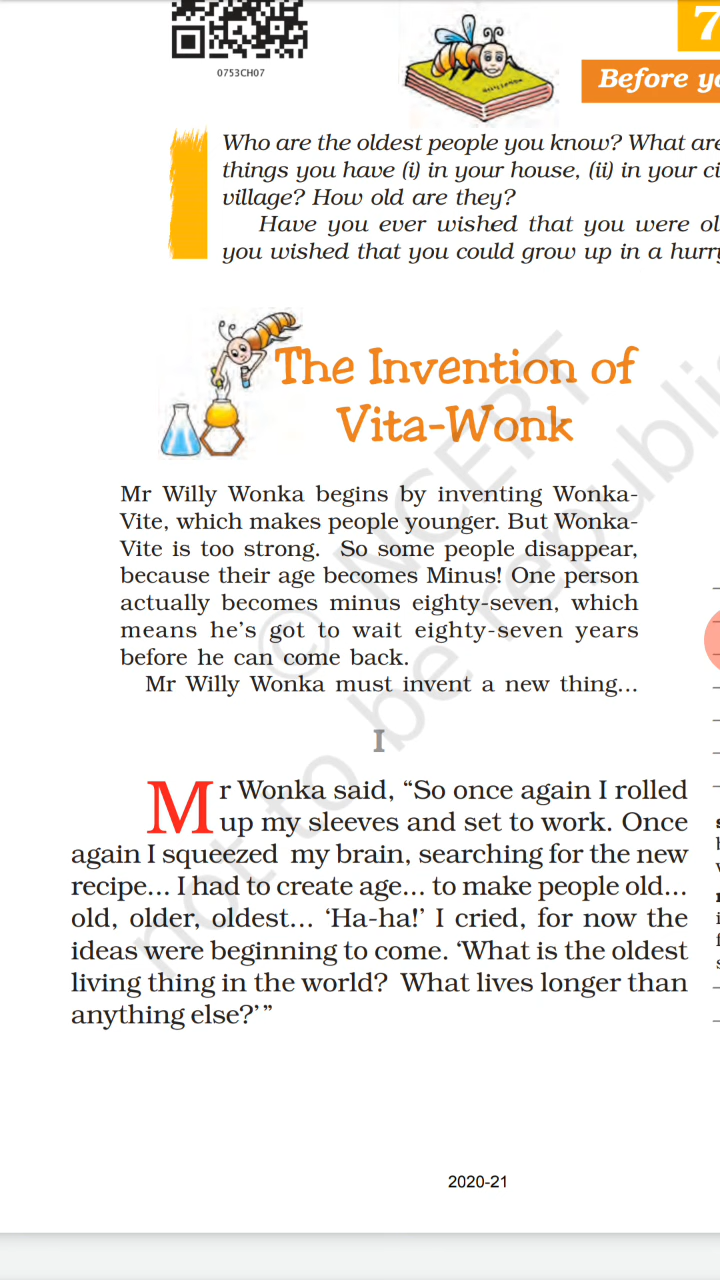 0753CH07
7
Before yo
Who are the oldest people you know? What are
things you have (i) in your house, (ii) in your ci
village? How old are they?
Have you ever wished that you were ol
you wished that you could grow up in a hurry
The Invention of
Vita-Wonk
Mr Willy Wonka begins by inventing Wonka-
Vite, which makes people younger. But Wonka-
Vite is too strong. So some people disappear,
because their age becomes Minus! One person
actually becomes minus eighty-seven, which
means he's got to wait eighty-seven years
before he can come back.
Mr Willy Wonka must invent a new thing...
I
Mr Wonka said, “So once again I rolled
up my sleeves and set to work. Once
again I squeezed my brain, searching for the new
recipe... I had to create age... to make people old...
old, older, oldest... ‘Ha-ha!’ I cried, for now the
ideas were beginning to come. ‘What is the oldest
living thing in the world? What lives longer than
anything else?’”
© NCERT
not to be republis
2020-21